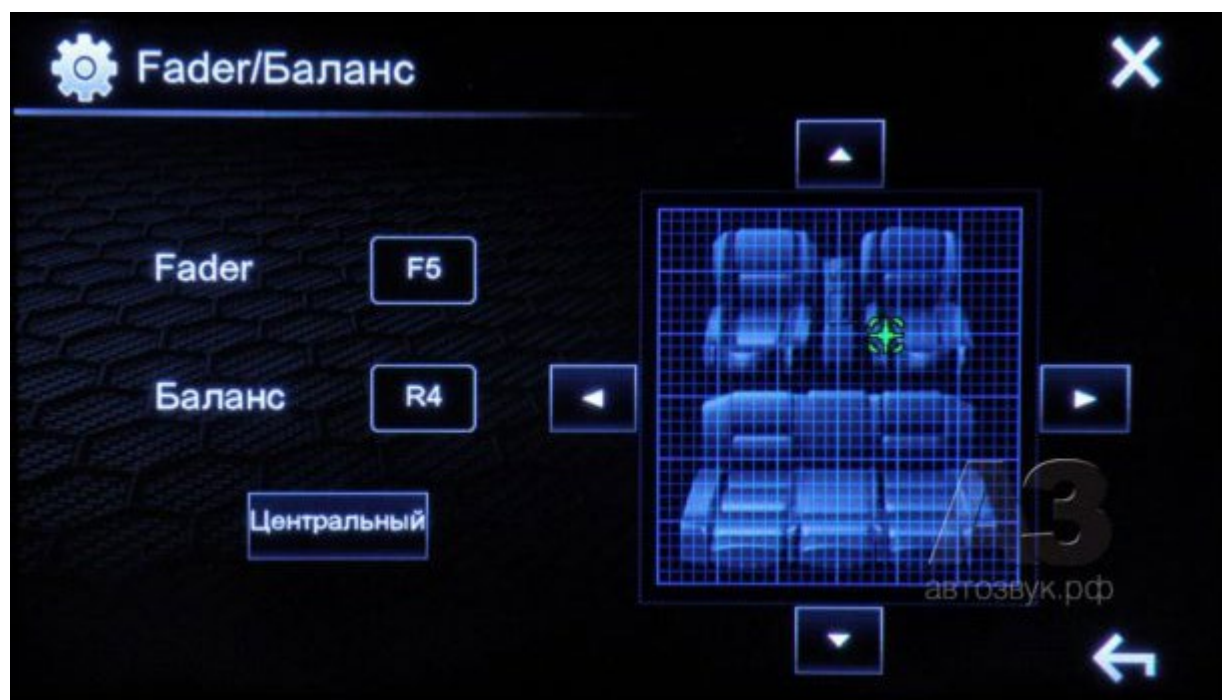 Fader/Баланс
Fader
F5
Баланс
R4
Центральный
АЗ
автозвук.рф